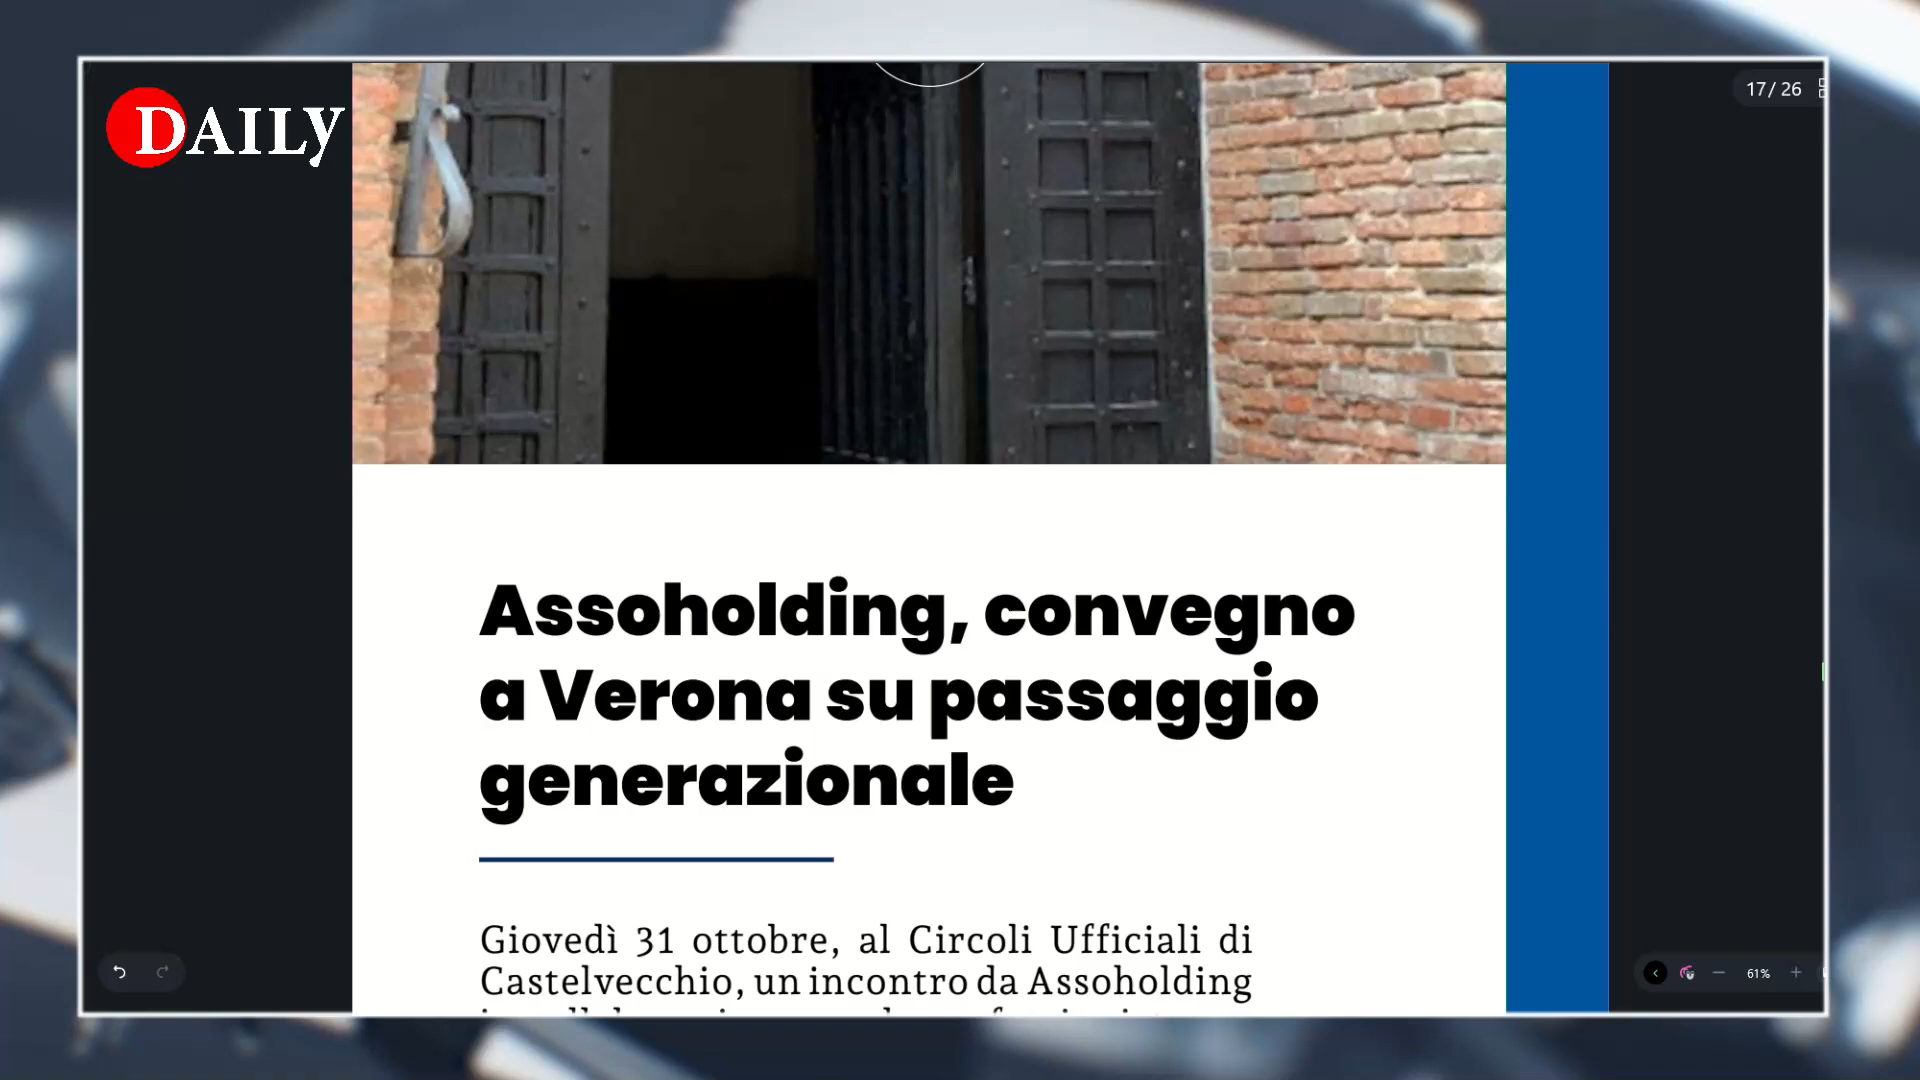 DAILY
17/ 26
Assoholding, convegno
a Verona su passaggio
generazionale
Giovedì 31 ottobre, al Circoli Ufficiali di
Castelvecchio, un incontro da Assoholding
61%